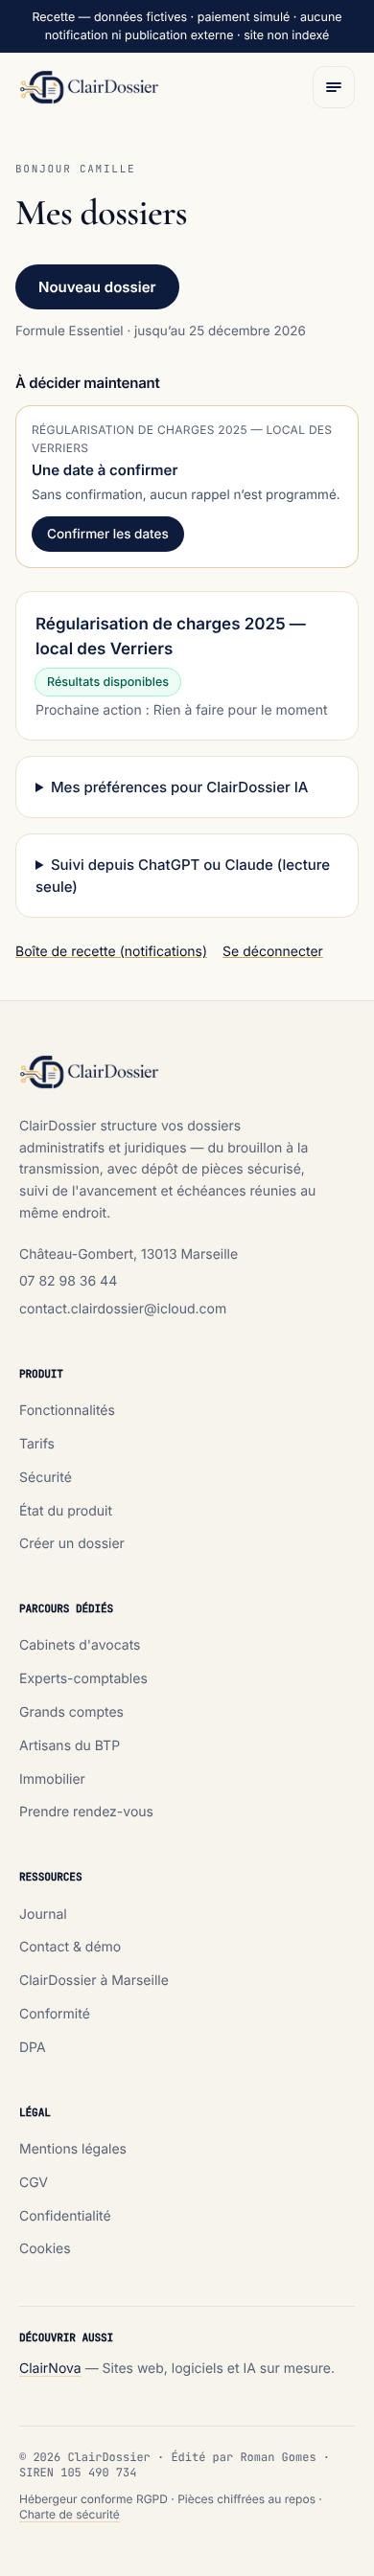 Recette — données fictives · paiement simulé · aucune
notification ni publication externe · site non indexé
ClairDossier
BONJOUR CAMILLE
Mes dossiers
Nouveau dossier
Formule Essentiel · jusqu’au 25 décembre 2026
À décider maintenant
RÉGULARISATION DE CHARGES 2025 — LOCAL DES
VERRIERS
Une date à confirmer
Sans confirmation, aucun rappel n’est programmé.
Confirmer les dates
Régularisation de charges 2025 —
local des Verriers
Résultats disponibles
Prochaine action : Rien à faire pour le moment
Mes préférences pour ClairDossier IA
Suivi depuis ChatGPT ou Claude (lecture
seule)
Boîte de recette (notifications) Se déconnecter
ClairDossier
ClairDossier structure vos dossiers
administratifs et juridiques — du brouillon à la
transmission, avec dépôt de pièces sécurisé,
suivi de l'avancement et échéances réunies au
même endroit.
Château-Gombert, 13013 Marseille
07 82 98 36 44
contact.clairdossier@icloud.com
PRODUIT
Fonctionnalités
Tarifs
Sécurité
État du produit
Créer un dossier
PARCOURS DÉDIÉS
Cabinets d'avocats
Experts-comptables
Grands comptes
Artisans du BTP
Immobilier
Prendre rendez-vous
RESSOURCES
Journal
Contact & démo
ClairDossier à Marseille
Conformité
DPA
LÉGAL
Mentions légales
CGV
Confidentialité
Cookies
DÉCOUVRIR AUSSI
ClairNova — Sites web, logiciels et IA sur mesure.
© 2026 ClairDossier · Édité par Roman Gomes ·
SIREN 105 490 734
Hébergeur conforme RGPD · Pièces chiffrées au repos ·
Charte de sécurité